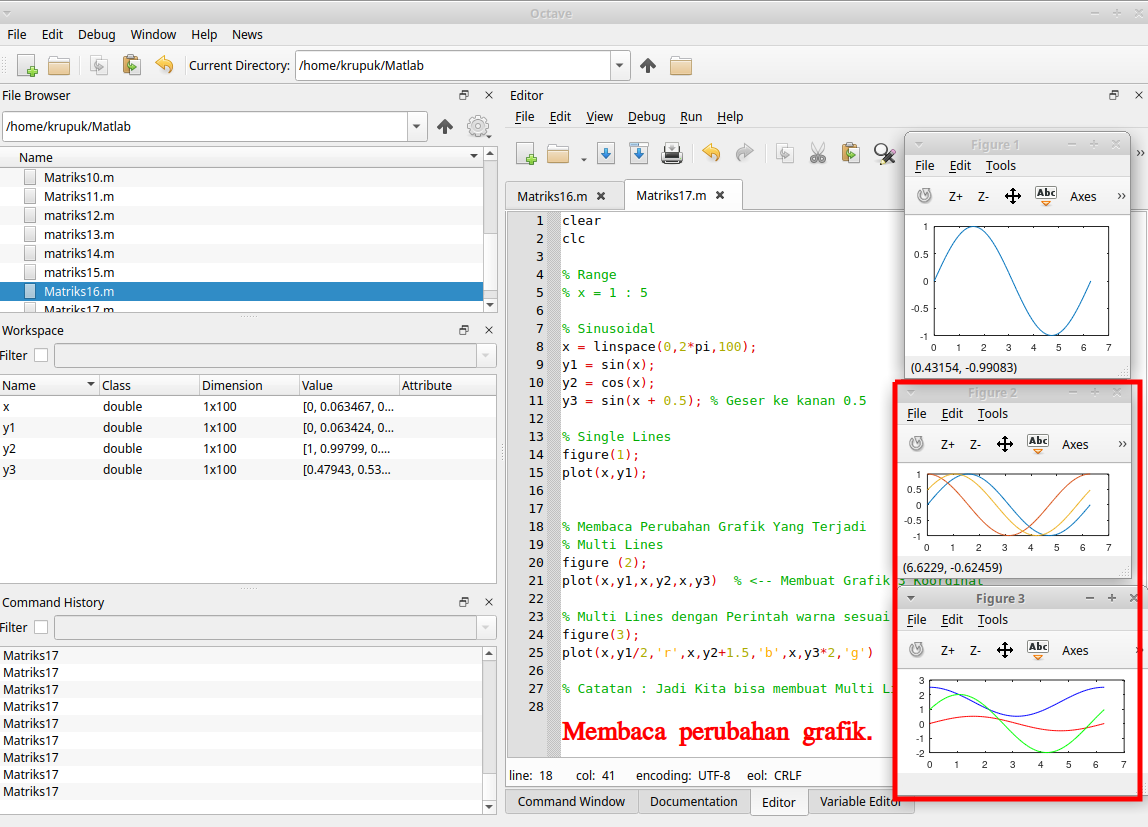 Octave
File Edit Debug Window Help News
Current Directory: /home/krupuk/Matlab
File Browser
/home/krupuk/Matlab
Name
Matriks10.m
Matriks11.m
matriks12.m
matriks13.m
matriks14.m
matriks15.m
Matriks16.m
Matriks17.m
Workspace
Filter
Name Class Dimension Value Attribute
x double 1x100 [0, 0.063467, 0...
y1 double 1x100 [0, 0.063424, 0...
y2 double 1x100 [1, 0.99799, 0....
y3 double 1x100 [0.47943, 0.53...
Command History
Filter
Matriks17
Matriks17
Matriks17
Matriks17
Matriks17
Matriks17
Matriks17
Matriks17
Matriks17
Editor
File Edit View Debug Run Help
Matriks16.m Matriks17.m
1 clear
2 clc
3
4 % Range
5 % x = 1 : 5
6
7 % Sinusoidal
8 x = linspace(0,2*pi,100);
9 y1 = sin(x);
10 y2 = cos(x);
11 y3 = sin(x + 0.5); % Geser ke kanan 0.5
12
13 % Single Lines
14 figure(1);
15 plot(x,y1);
16
17
18 % Membaca Perubahan Grafik Yang Terjadi
19 % Multi Lines
20 figure (2);
21 plot(x,y1,x,y2,x,y3) % <-- Membuat Grafik 3 Koordinat
22
23 % Multi Lines dengan Perintah warna sesuai
24 figure(3);
25 plot(x,y1/2,'r',x,y2+1.5,'b',x,y3*2,'g')
26
27 % Catatan : Jadi Kita bisa membuat Multi
28
Membaca perubahan grafik.
line: 18 col: 41 encoding: UTF-8 eol: CRLF
Command Window Documentation Editor Variable Editor
Figure 1
File Edit Tools
Z+ Z- Abc Axes »
1
0.5
0
-0.5
-1
0 1 2 3 4 5 6 7
(0.43154, -0.99083)
Figure 2
File Edit Tools
Z+ Z- Abc Axes »
1
0.5
0
-0.5
-1
0 1 2 3 4 5 6 7
(6.6229, -0.62459)
Figure 3
File Edit Tools
Z+ Z- Abc Axes
3
2
1
0
-1
-2
0 1 2 3 4 5 6 7